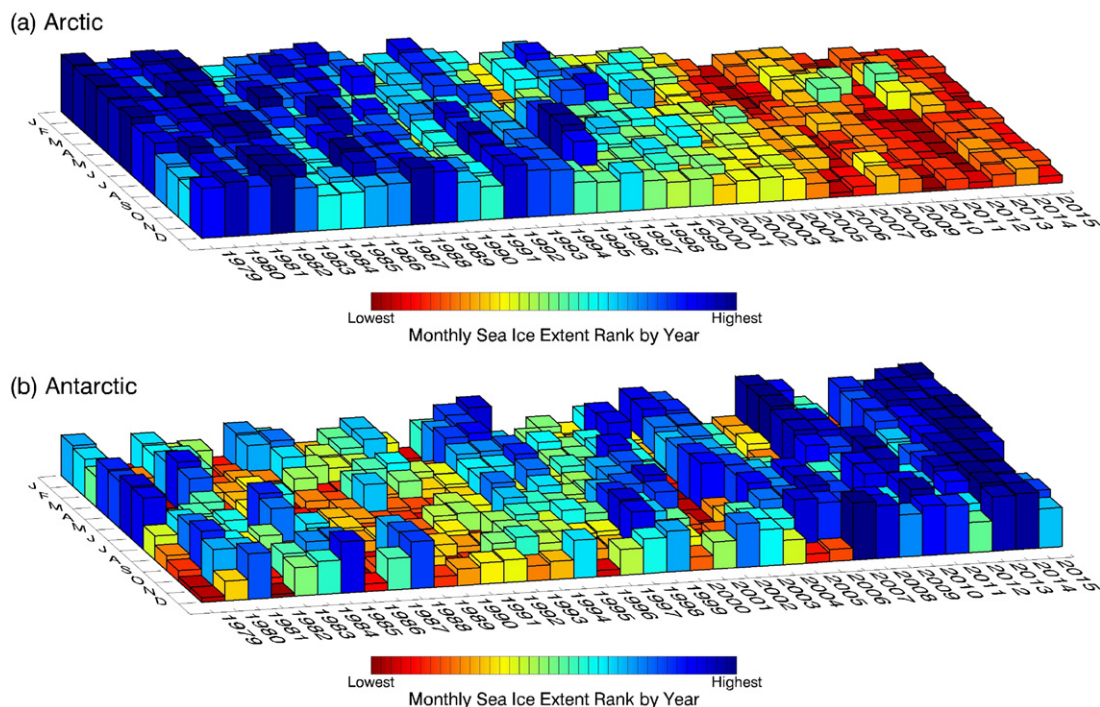 (a) Arctic
J F M A M J J A S O N D
1979 1980 1981 1982 1983 1984 1985 1986 1987 1988 1989 1990 1991 1992 1993 1994 1995 1996 1997 1998 1999 2000 2001 2002 2003 2004 2005 2006 2007 2008 2009 2010 2011 2012 2013 2014 2015
Lowest Highest
Monthly Sea Ice Extent Rank by Year
(b) Antarctic
J F M A M J J A S O N D
1979 1980 1981 1982 1983 1984 1985 1986 1987 1988 1989 1990 1991 1992 1993 1994 1995 1996 1997 1998 1999 2000 2001 2002 2003 2004 2005 2006 2007 2008 2009 2010 2011 2012 2013 2014 2015
Lowest Highest
Monthly Sea Ice Extent Rank by Year